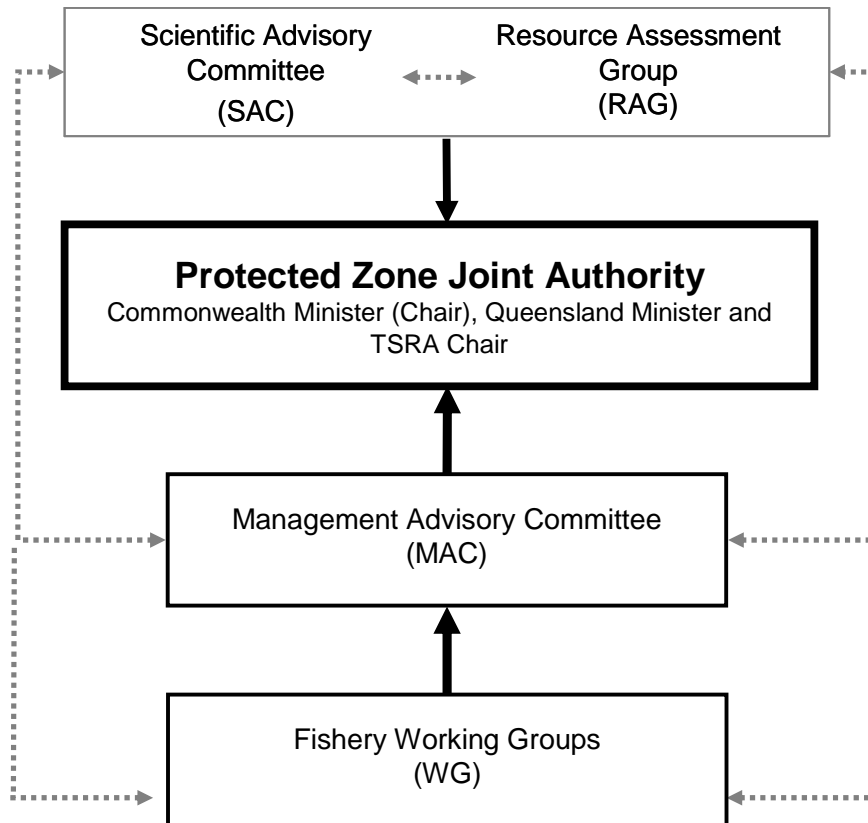 Scientific Advisory
Committee
(SAC)
Resource Assessment
Group
(RAG)
Protected Zone Joint Authority
Commonwealth Minister (Chair), Queensland Minister and
TSRA Chair
Management Advisory Committee
(MAC)
Fishery Working Groups
(WG)